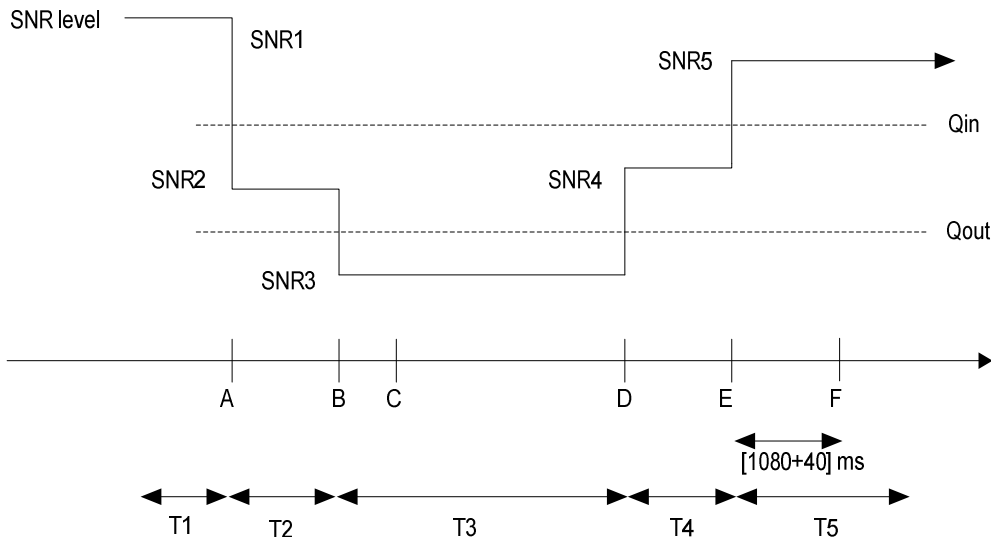 SNR level
SNR1
SNR5
Qin
SNR2
SNR4
Qout
SNR3
A
B
C
D
E
F
[1080+40] ms
T1
T2
T3
T4
T5